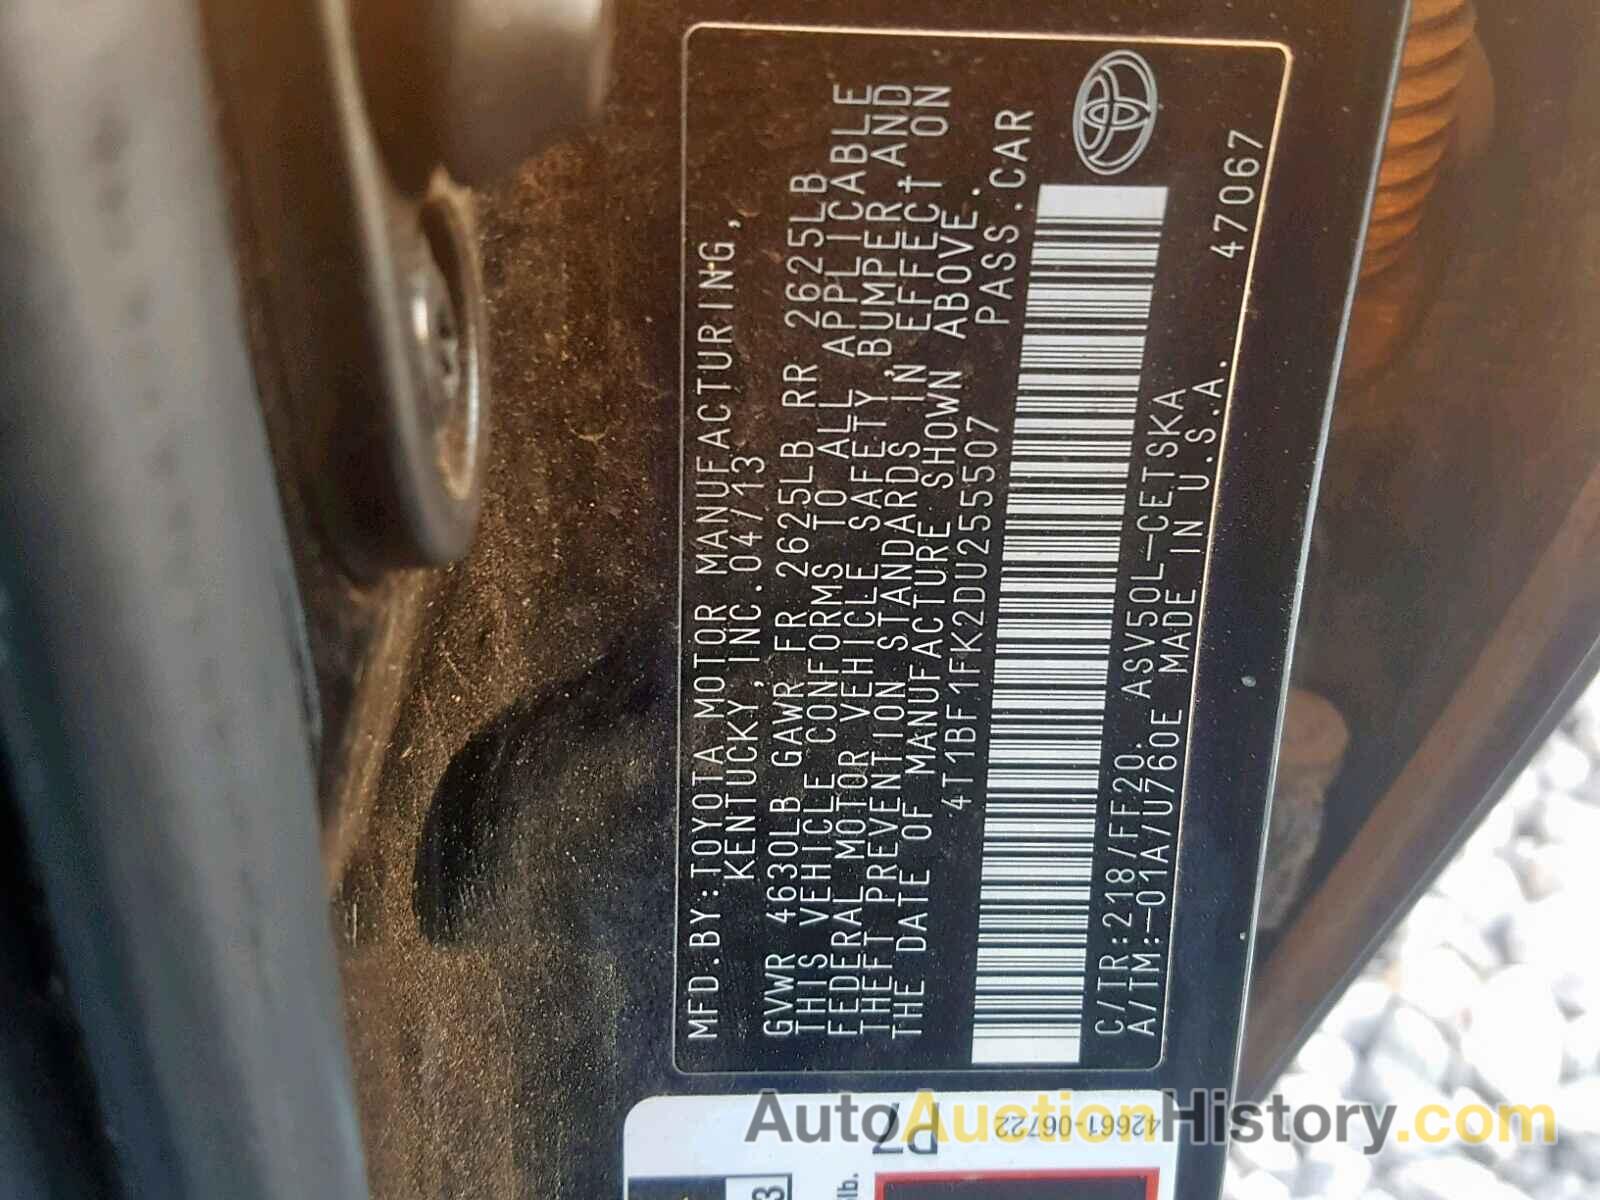 MFD.BY:TOYOTA MOTOR MANUFACTURING,
KENTUCKY,INC.04/13
GVWR 4630LB GAWR FR 2625LB RR 2625LB
THIS VEHICLE CONFORMS TO ALL APPLICABLE
FEDERAL MOTOR VEHICLE SAFETY,BUMPER,AND
THEFT PREVENTION STANDARDS IN EFFECT ON
THE DATE OF MANUFACTURE SHOWN ABOVE.
4T1BF1FK2DU255507 PASS.CAR
C/TR:218/FF20. ASV50L-CETSKA
A/TM:-01A/U760E MADE IN U.S.A.
47067
P7
42661-06722
3
lb.
AutoAuctionHistory.com